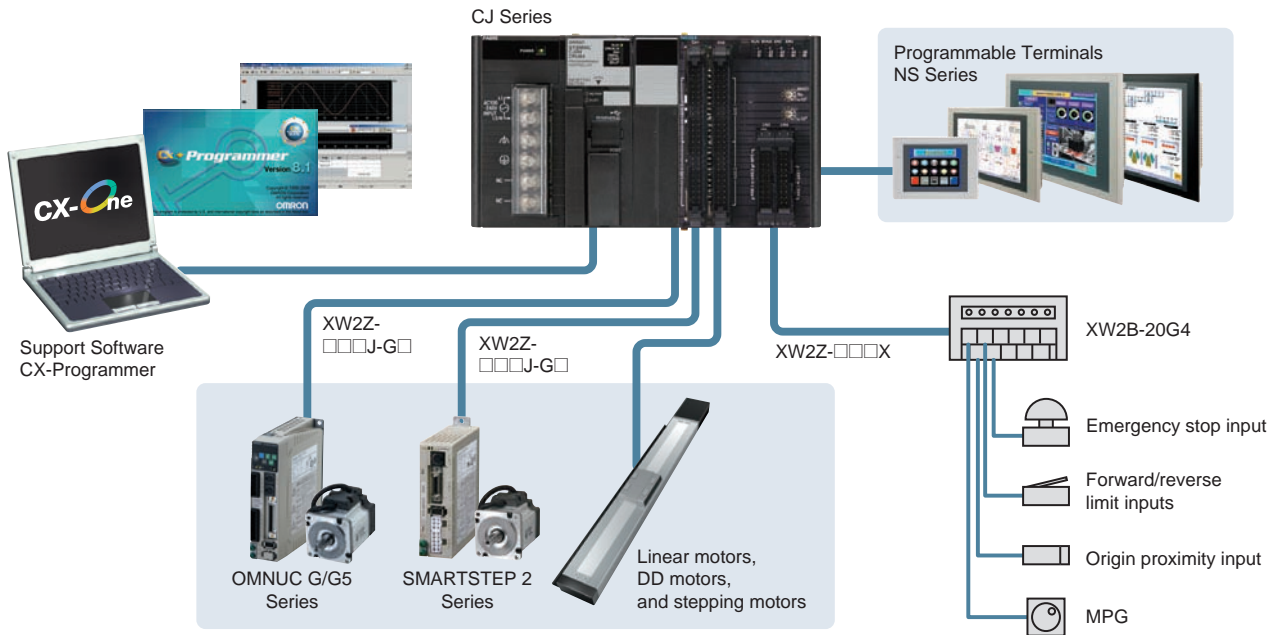 CJ Series
Programmable Terminals
NS Series
CX-Programmer
Version 8.1
OMRON
CX-One
Support Software
CX-Programmer
XW2Z-
□□□J-G□
XW2Z-
□□□J-G□
XW2Z-□□□X
XW2B-20G4
Emergency stop input
Forward/reverse
limit inputs
Origin proximity input
MPG
OMNUC G/G5
Series
SMARTSTEP 2
Series
Linear motors,
DD motors,
and stepping motors